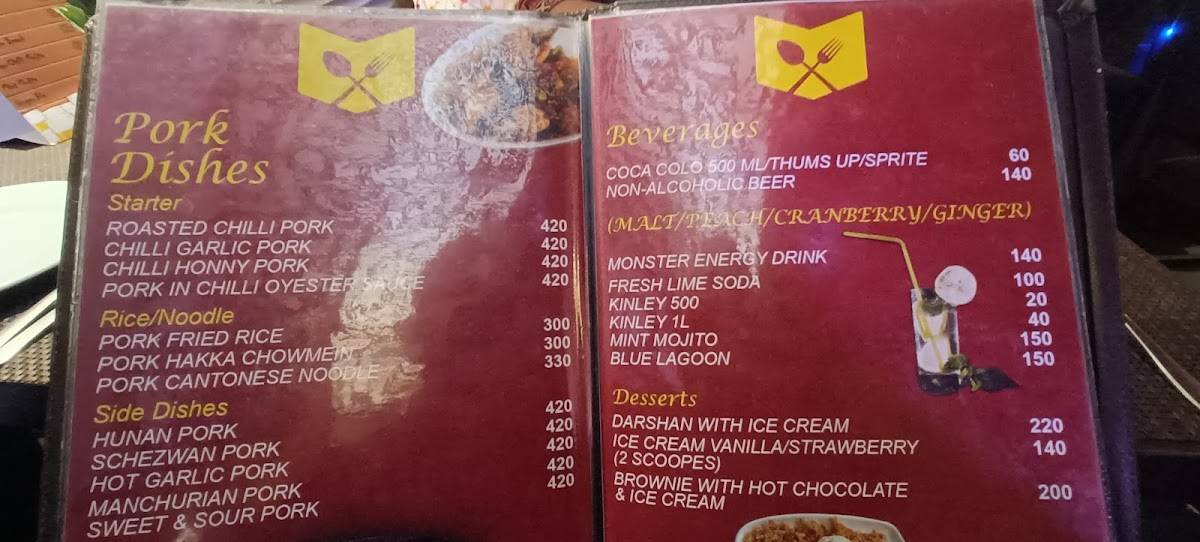 Pork
Dishes
Starter
ROASTED CHILLI PORK 420
CHILLI GARLIC PORK 420
CHILLI HONNY PORK 420
PORK IN CHILLI OYESTER SAUCE 420
Rice/Noodle
PORK FRIED RICE 300
PORK HAKKA CHOWMEIN 300
PORK CANTONESE NOODLE 330
Side Dishes
HUNAN PORK 420
SCHEZWAN PORK 420
HOT GARLIC PORK 420
MANCHURIAN PORK 420
SWEET & SOUR PORK 420
Beverages
COCA COLO 500 ML/THUMS UP/SPRITE 60
NON-ALCOHOLIC.BEER 140
(MALT/PEACH/CRANBERRY/GINGER)
MONSTER ENERGY DRINK 140
FRESH LIME SODA 100
KINLEY 500 20
KINLEY 1L 40
MINT MOJITO 150
BLUE LAGOON 150
Desserts
DARSHAN WITH ICE CREAM 220
ICE CREAM VANILLA/STRAWBERRY 140
(2 SCOOPES)
BROWNIE WITH HOT CHOCOLATE 200
& ICE CREAM